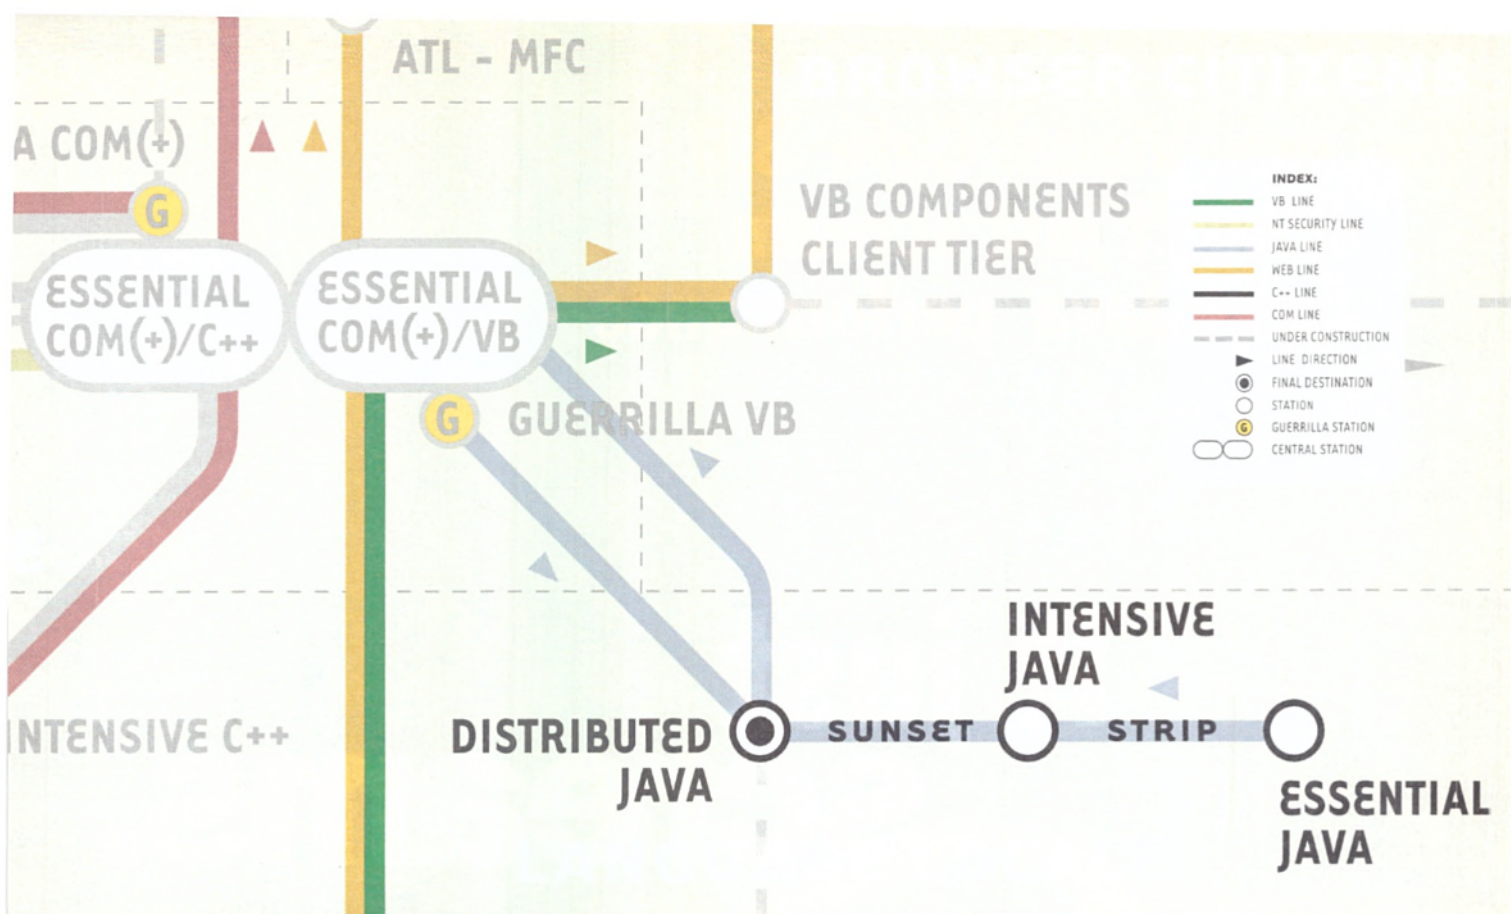 ATL - MFC
A COM(+)
G
VB COMPONENTS
CLIENT TIER
ESSENTIAL
COM(+)/C++
ESSENTIAL
COM(+)/VB
G
GUERRILLA VB
INDEX:
VB LINE
NT SECURITY LINE
JAVA LINE
WEB LINE
C++ LINE
COM LINE
UNDER CONSTRUCTION
LINE DIRECTION
FINAL DESTINATION
STATION
G
GUERRILLA STATION
CENTRAL STATION
INTENSIVE
JAVA
INTENSIVE C++
DISTRIBUTED
JAVA
SUNSET
STRIP
ESSENTIAL
JAVA